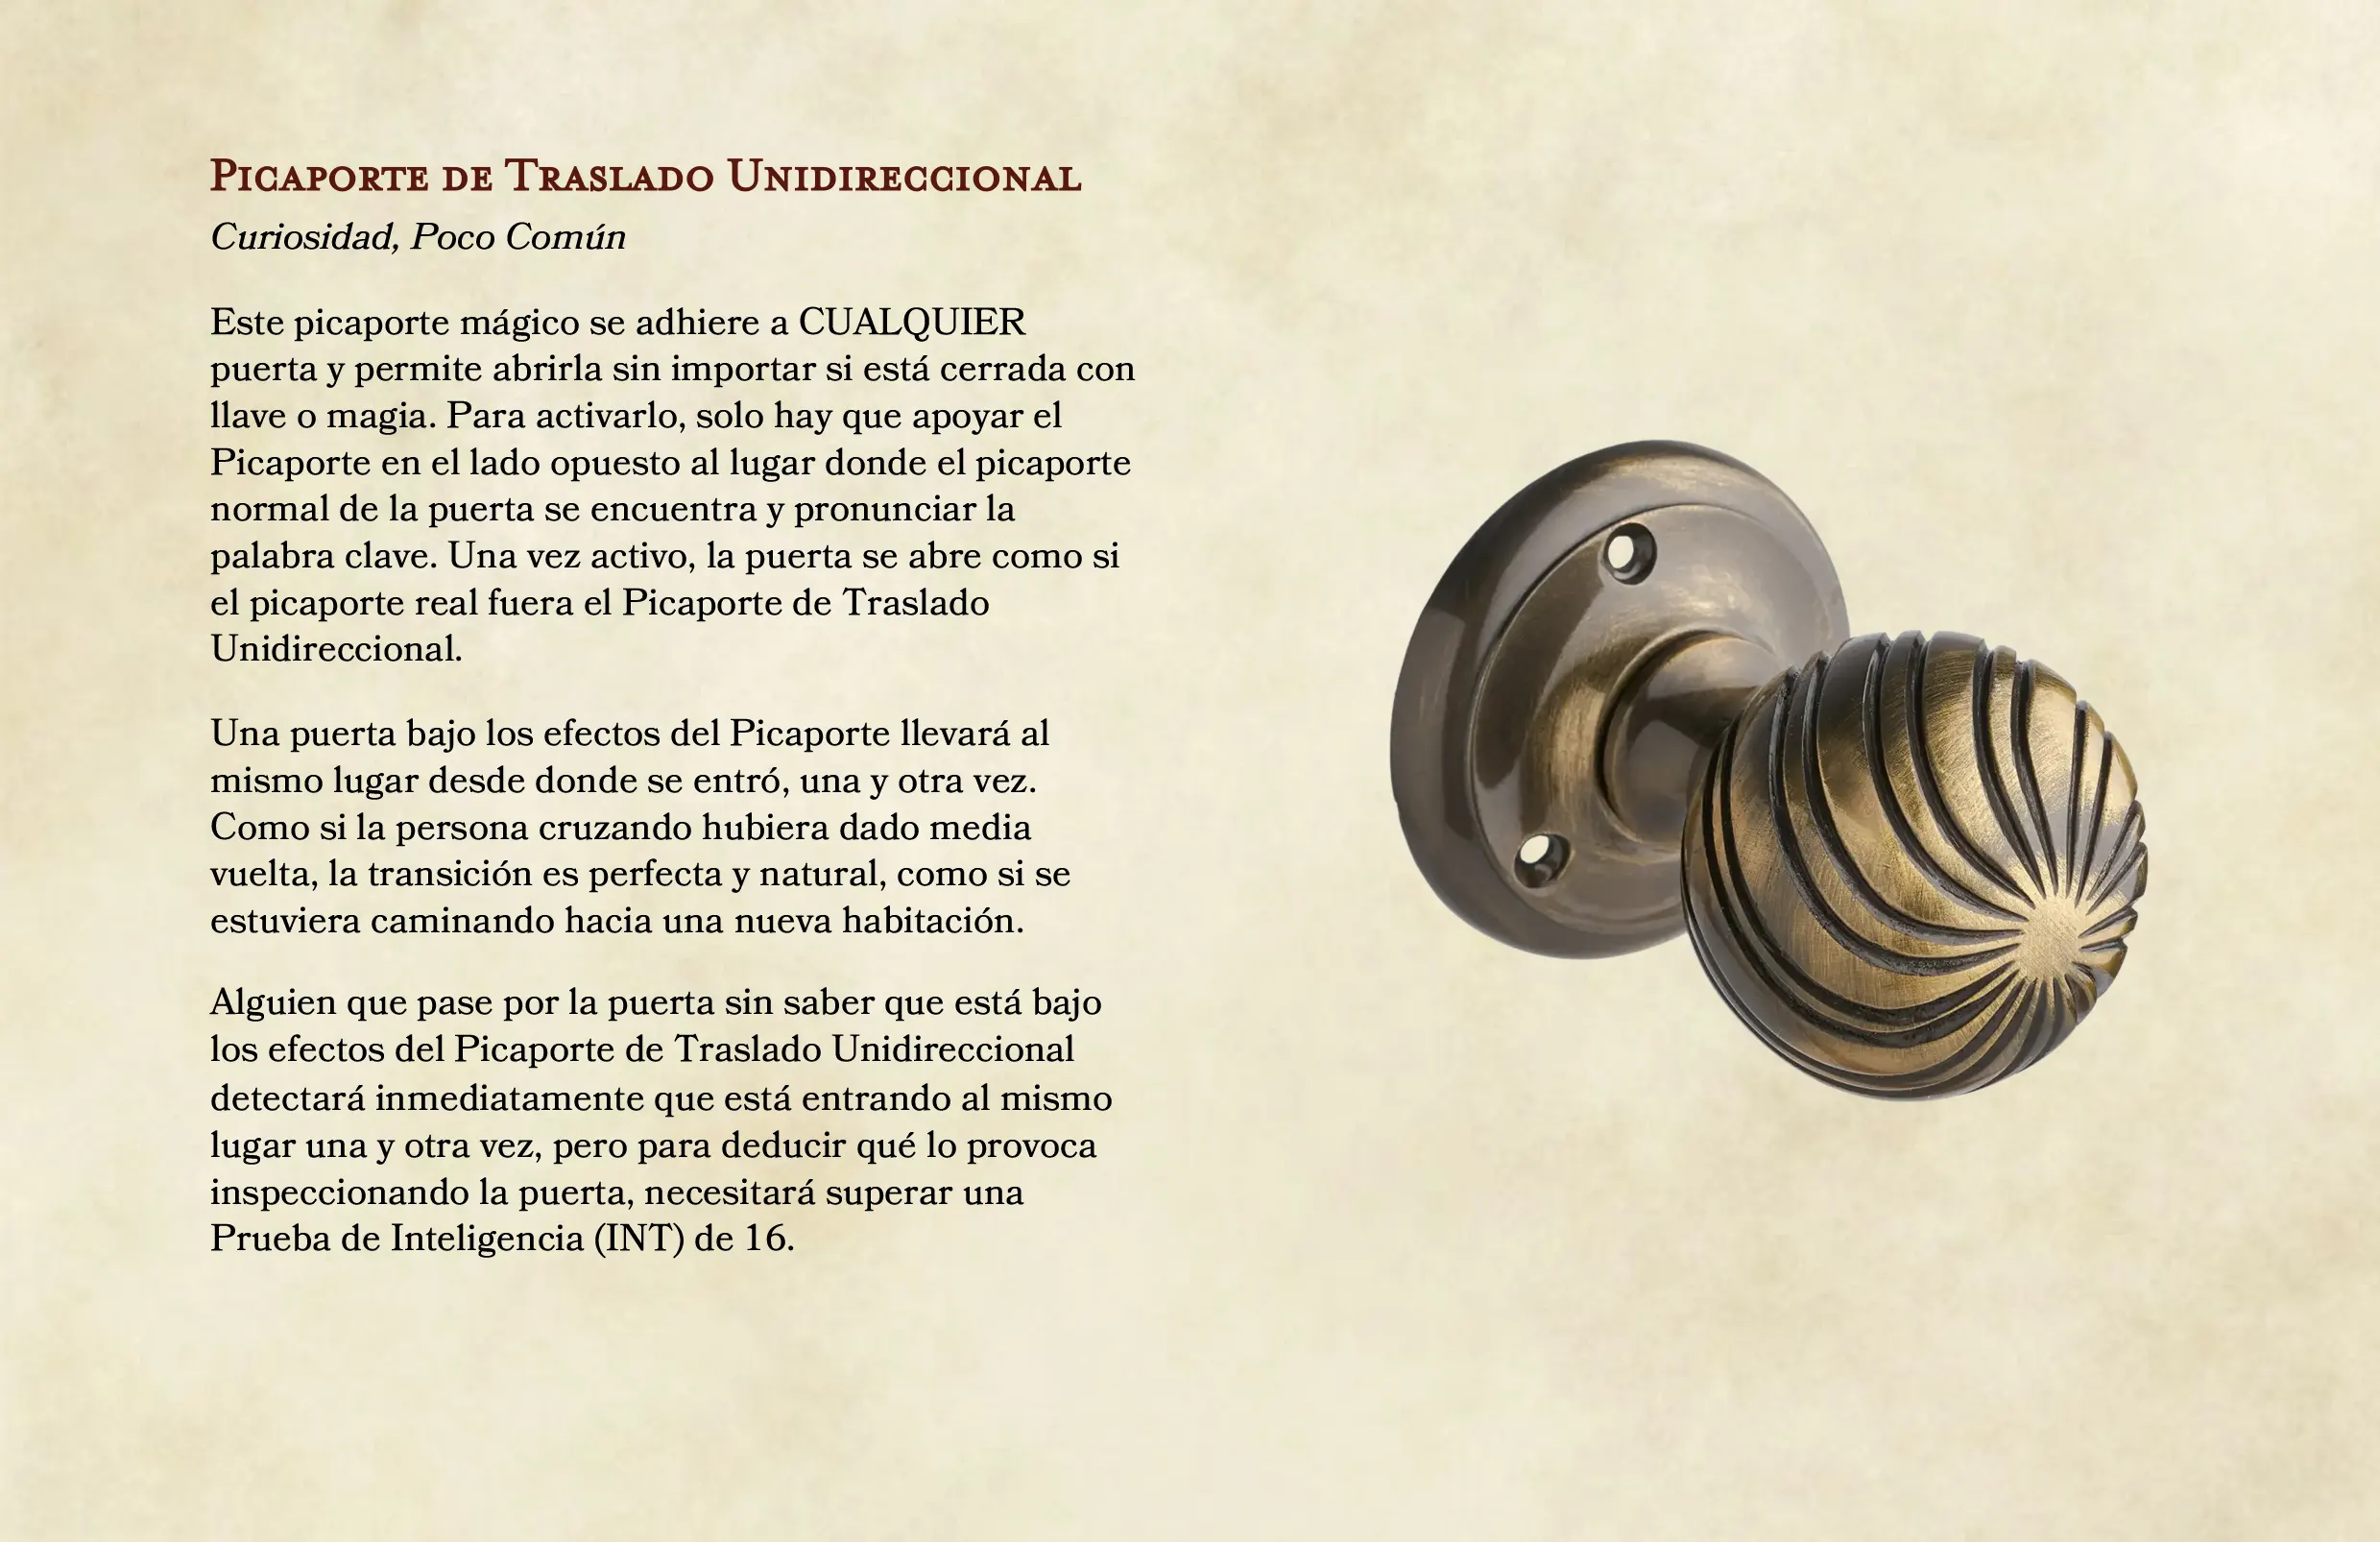 Picaporte de Traslado Unidireccional
Curiosidad, Poco Común
Este picaporte mágico se adhiere a CUALQUIER
puerta y permite abrirla sin importar si está cerrada con
llave o magia. Para activarlo, solo hay que apoyar el
Picaporte en el lado opuesto al lugar donde el picaporte
normal de la puerta se encuentra y pronunciar la
palabra clave. Una vez activo, la puerta se abre como si
el picaporte real fuera el Picaporte de Traslado
Unidireccional.
Una puerta bajo los efectos del Picaporte llevará al
mismo lugar desde donde se entró, una y otra vez.
Como si la persona cruzando hubiera dado media
vuelta, la transición es perfecta y natural, como si se
estuviera caminando hacia una nueva habitación.
Alguien que pase por la puerta sin saber que está bajo
los efectos del Picaporte de Traslado Unidireccional
detectará inmediatamente que está entrando al mismo
lugar una y otra vez, pero para deducir qué lo provoca
inspeccionando la puerta, necesitará superar una
Prueba de Inteligencia (INT) de 16.